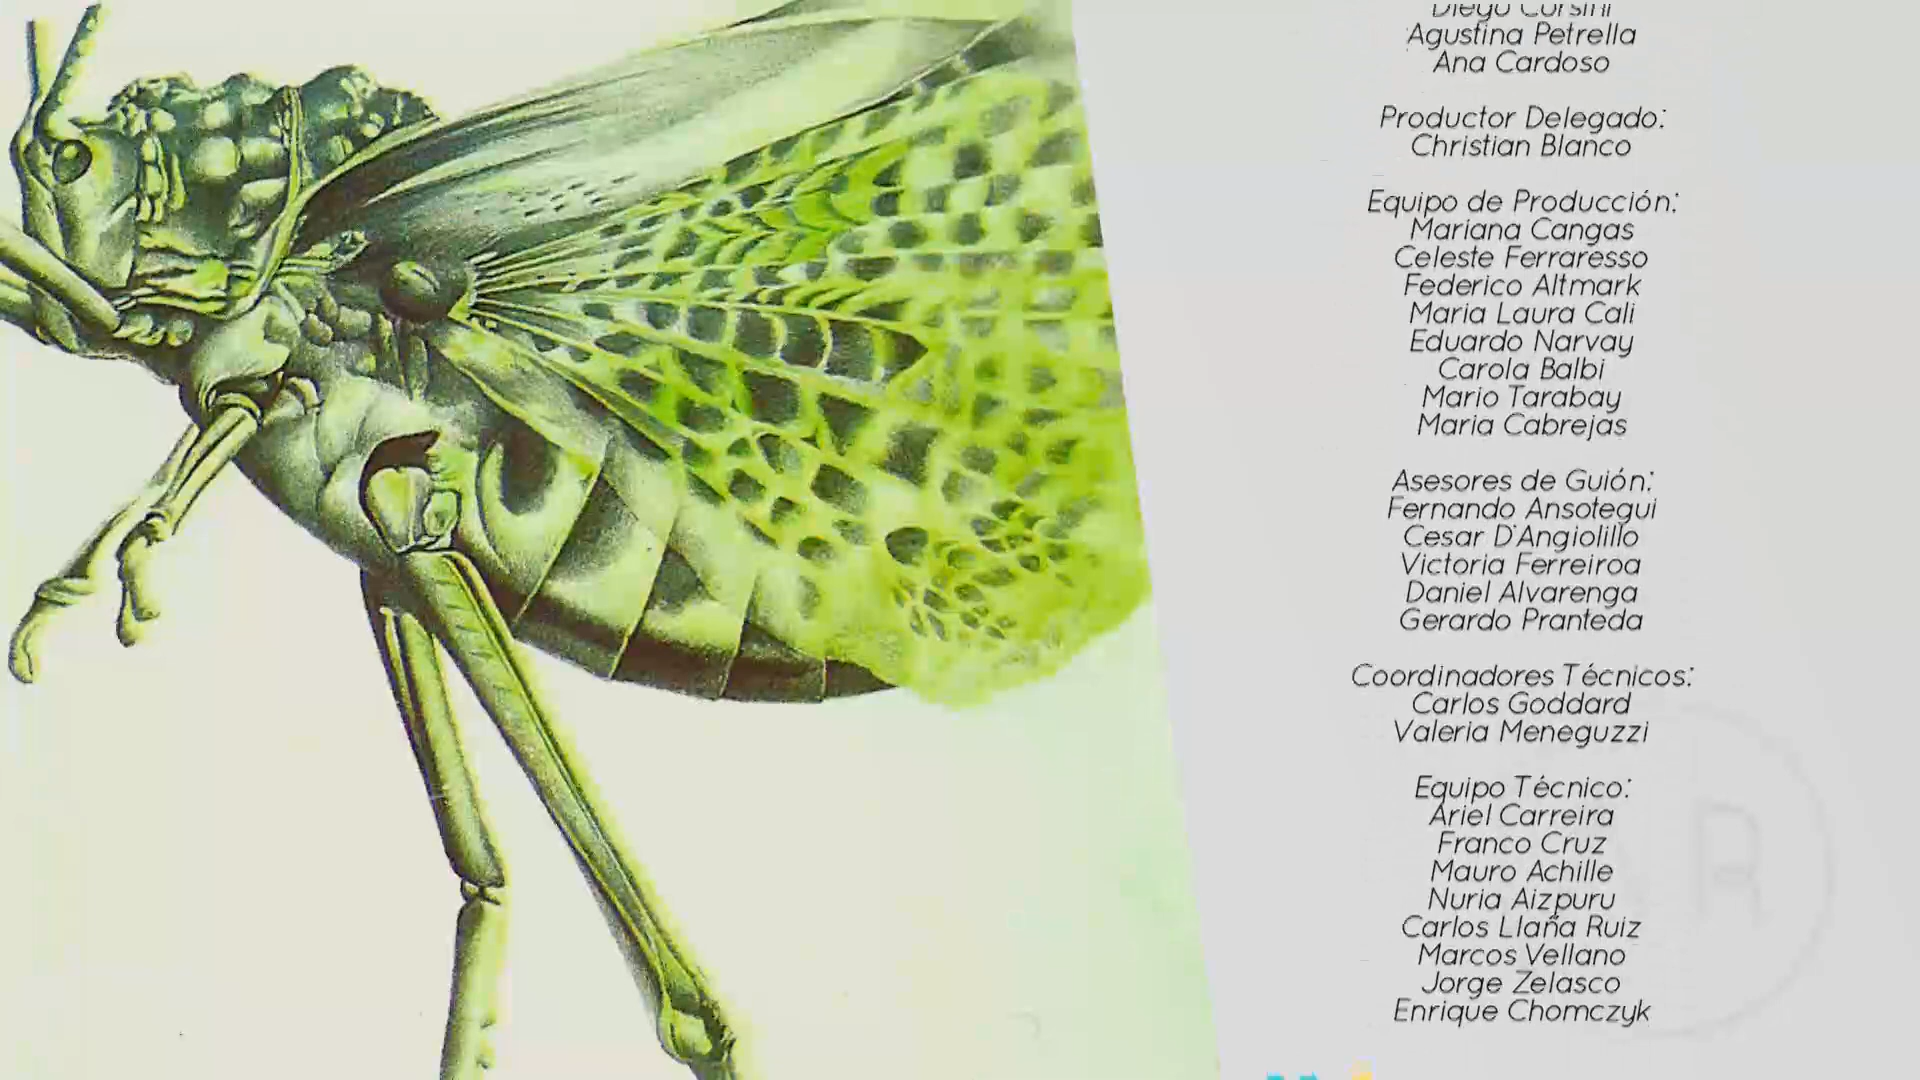 Diego Corsini
Agustina Petrella
Ana Cardoso
Productor Delegado:
Christian Blanco
Equipo de Producción:
Mariana Cangas
Celeste Ferraresso
Federico Altmark
Maria Laura Cali
Eduardo Narvay
Carola Balbi
Mario Tarabay
Maria Cabrejas
Asesores de Guión:
Fernando Ansotegui
Cesar D'Angiolillo
Victoria Ferreiroa
Daniel Alvarenga
Gerardo Pranteda
Coordinadores Técnicos:
Carlos Goddard
Valeria Meneguzzi
Equipo Técnico:
Ariel Carreira
Franco Cruz
Mauro Achille
Nuria Aizpuru
Carlos Llaña Ruiz
Marcos Vellano
Jorge Zelasco
Enrique Chomczyk